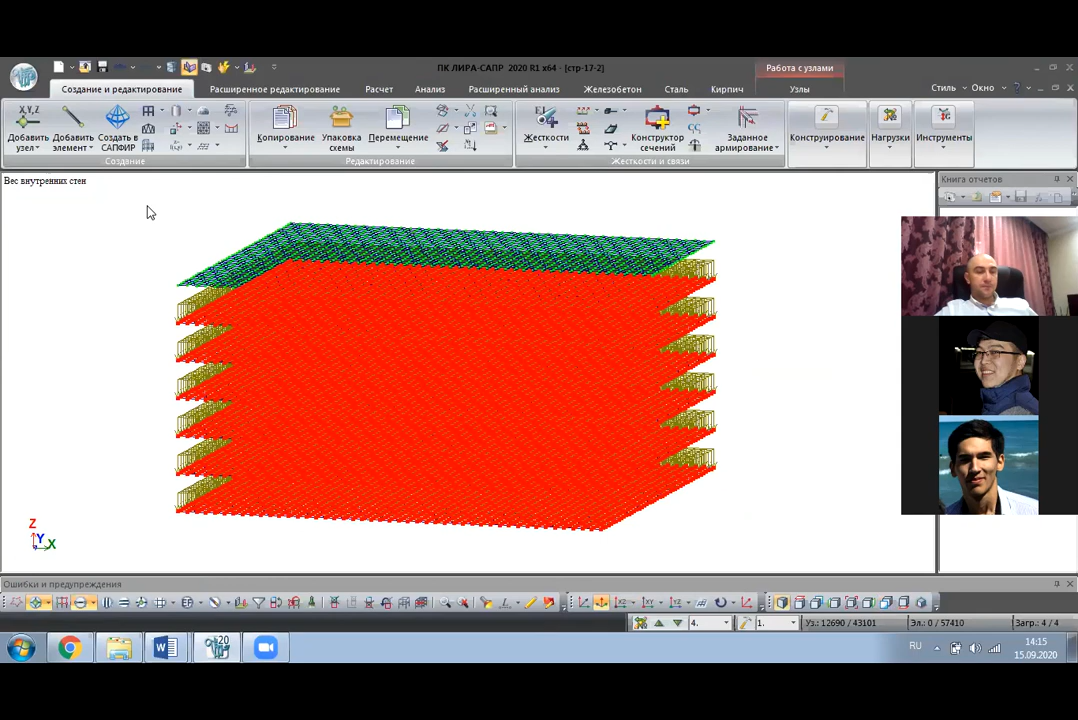 ПК ЛИРА-САПР 2020 R1 x64 - [стр-17-2]
Работа с узлами
Создание и редактирование
Расширенное редактирование
Расчет
Анализ
Расширенный анализ
Железобетон
Сталь
Кирпич
Узлы
Стиль
Окно
X,Y,Z
Добавить узел
Добавить элемент
Создать в САПФИР
Копирование
Упаковка схемы
Перемещение
Жесткости
Конструктор сечений
Заданное армирование
Конструирование
Нагрузки
Инструменты
Создание
Редактирование
Жесткости и связи
Вес внутренних стен
Книга отчетов
Z
Y
X
Ошибки и предупреждения
4.
1.
Уз.: 12690 / 43101
Эл.: 0 / 57410
Загр.: 4 / 4
20
RU
14:15
15.09.2020